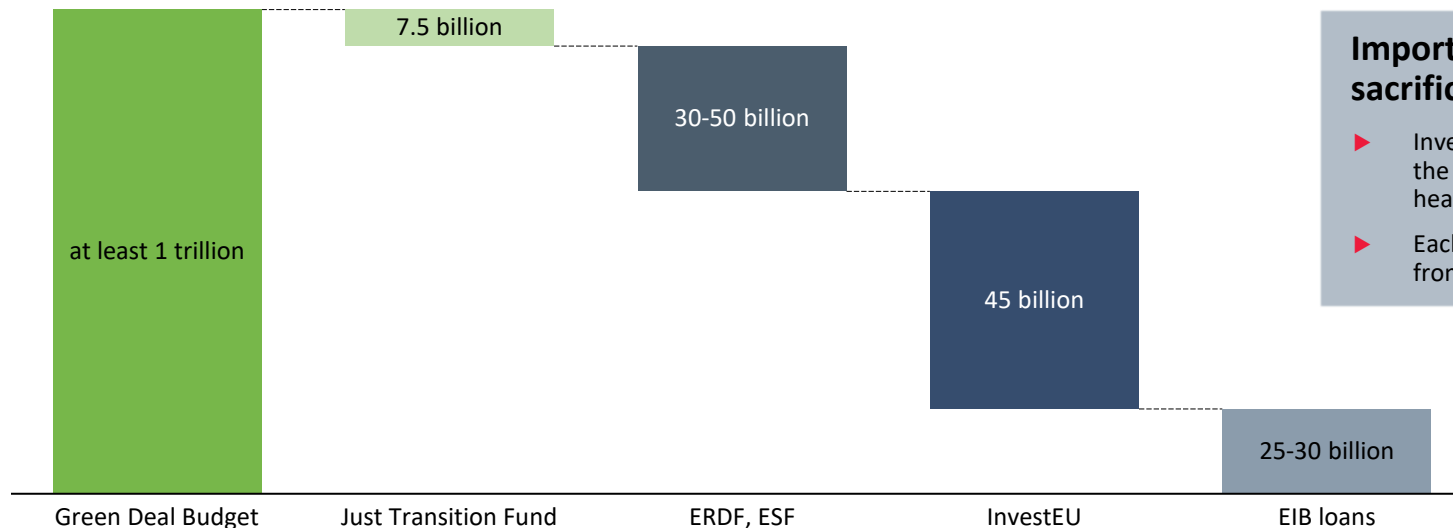 7.5 billion
30-50 billion
at least 1 trillion
45 billion
25-30 billion
Green Deal Budget
Just Transition Fund
ERDF, ESF
InvestEU
EIB loans
the